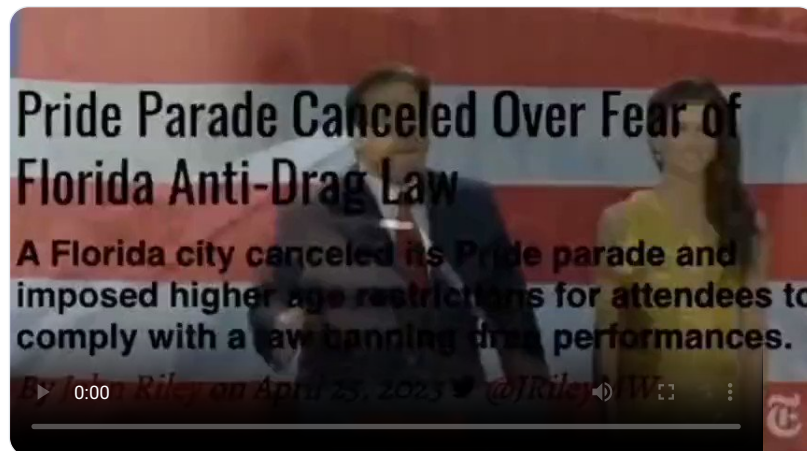 Pride Parade Canceled Over Fear of
Florida Anti-Drag Law
A Florida city canceled its Pride parade and
imposed higher age restrictions for attendees to
comply with a law banning drag performances.
By John Riley on April 25, 2023 @JRileyMW
0:00
T